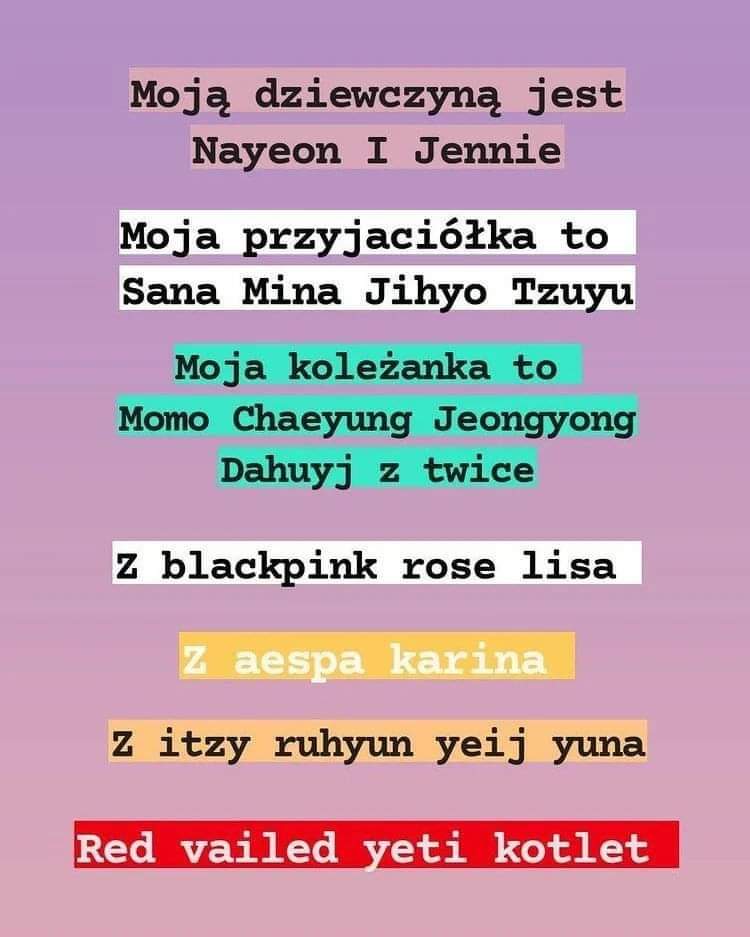 Moją dziewczyną jest
Nayeon I Jennie
Moja przyjaciółka to
Sana Mina Jihyo Tzuyu
Moja koleżanka to
Momo Chaeyung Jeongyong
Dahuyj z twice
Z blackpink rose lisa
Z aespa karina
Z itzy ruhyun yeij yuna
Red vailed yeti kotlet